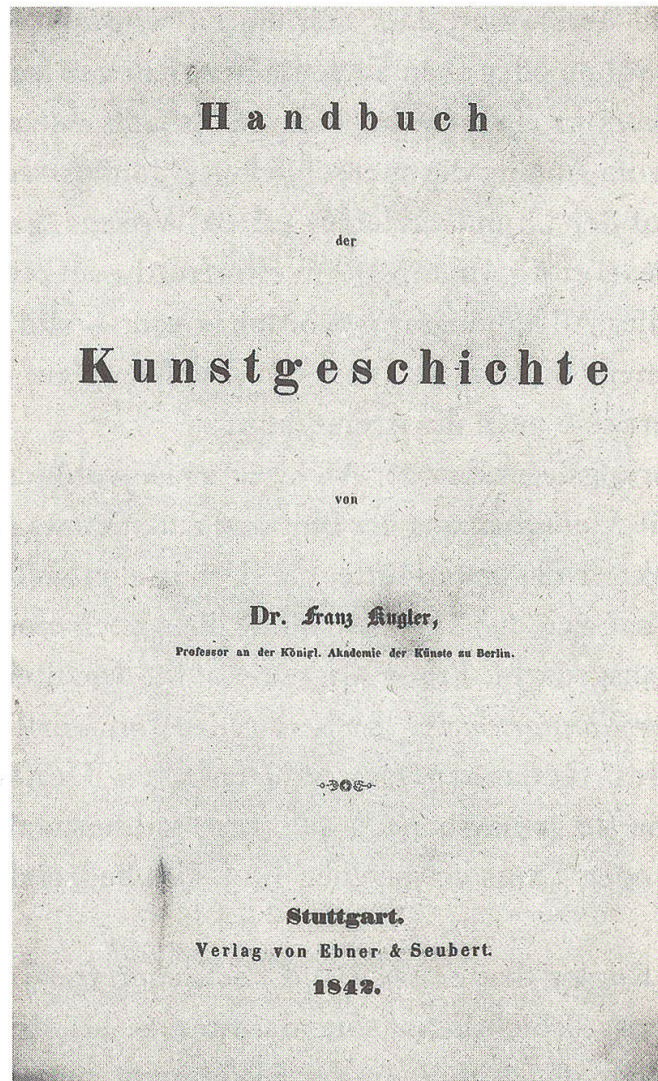 Handbuch
der
Kunstgeschichte
von
Dr. Franz Kugler,
Professor an der Königl. Akademie der Künste zu Berlin.
Stuttgart.
Verlag von Ebner & Seubert.
1842.